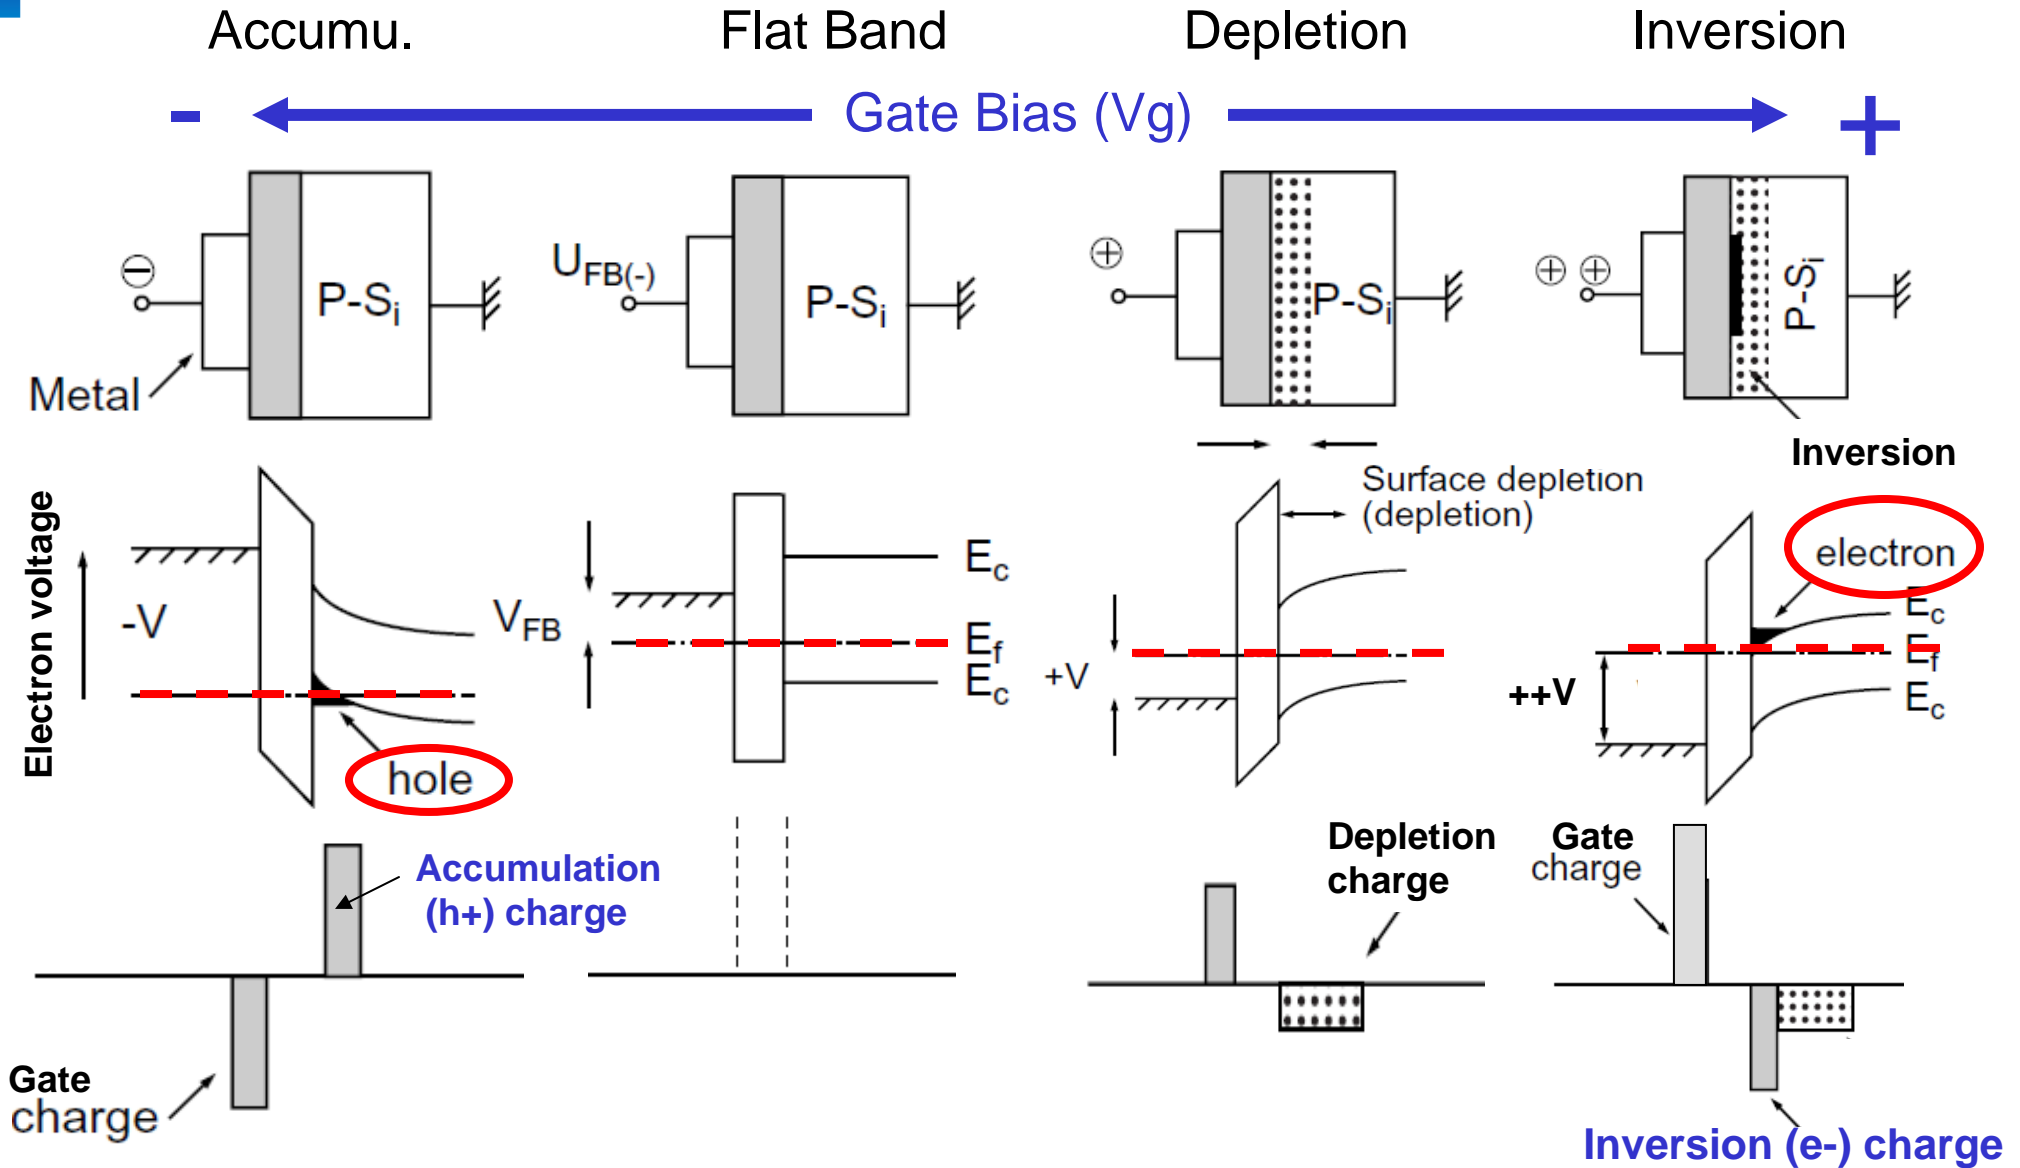 Accumu.
Flat Band
Depletion
Inversion
-
Gate Bias (Vg)
+
P-Si
Metal
UFB(-)
P-Si
P-Si
P-Si
Inversion
Electron voltage
-V
hole
VFB
Ec
Ef
Ec
Surface depletion
(depletion)
+V
electron
++V
Ec
Ef
Ec
Accumulation
(h+) charge
Gate
charge
Depletion
charge
Gate
charge
Inversion (e-) charge